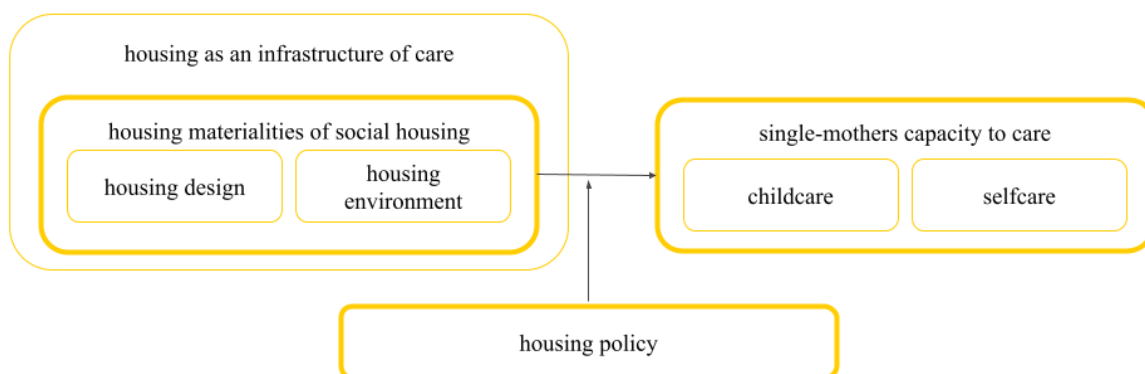 housing as an infrastructure of care
housing materialities of social housing
housing design
housing
environment
single-mothers capacity to care
childcare
selfcare
housing policy